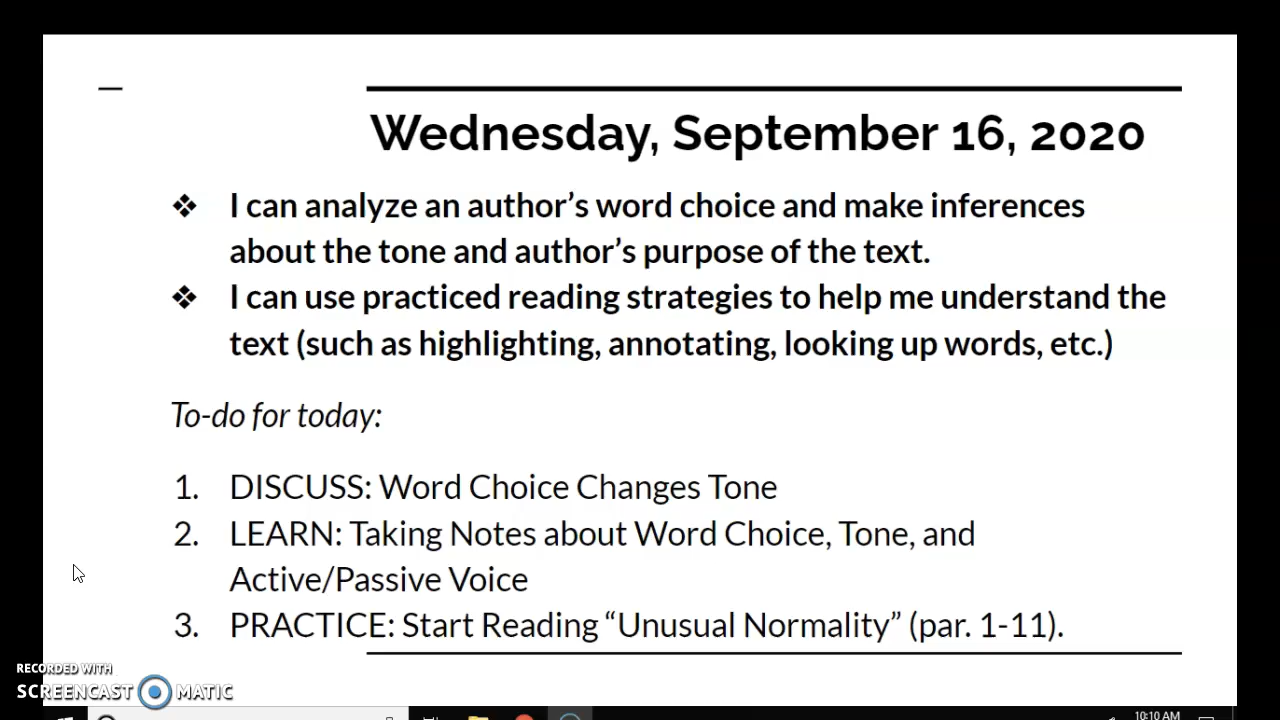 Wednesday, September 16, 2020
❖ I can analyze an author’s word choice and make inferences
about the tone and author’s purpose of the text.
❖ I can use practiced reading strategies to help me understand the
text (such as highlighting, annotating, looking up words, etc.)
To-do for today:
1. DISCUSS: Word Choice Changes Tone
2. LEARN: Taking Notes about Word Choice, Tone, and
Active/Passive Voice
3. PRACTICE: Start Reading “Unusual Normality” (par. 1-11).
RECORDED WITH
SCREENCAST MATIC
10:10 AM